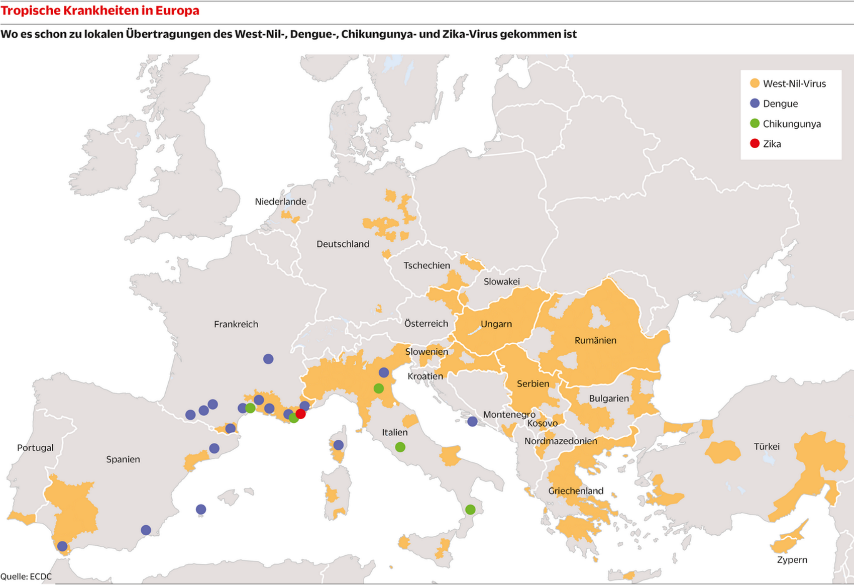 Tropische Krankheiten in Europa
Wo es schon zu lokalen Übertragungen des West-Nil-, Dengue-, Chikungunya- und Zika-Virus gekommen ist
West-Nil-Virus
Dengue
Chikungunya
Zika
Niederlande
Deutschland
Tschechien
Slowakei
Frankreich
Österreich
Ungarn
Rumänien
Slowenien
Kroatien
Serbien
Bulgarien
Montenegro
Kosovo
Italien
Nordmazedonien
Portugal
Spanien
Türkei
Griechenland
Zypern
Quelle: ECDC